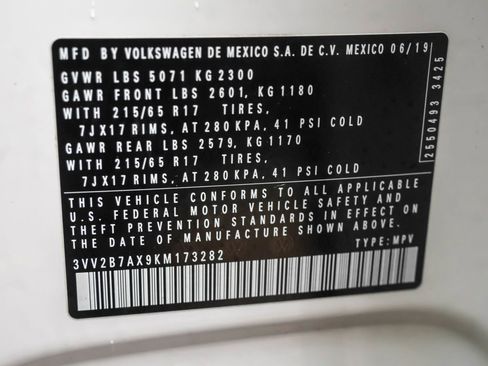 MFD BY VOLKSWAGEN DE MEXICO S.A. DE C.V. MEXICO 06/19
GVWR LBS 5071 KG 2300
GAWR FRONT LBS 2601, KG 1180
WITH 215/65 R17 TIRES,
7JX17 RIMS, AT 280 KPA, 41 PSI COLD
GAWR REAR LBS 2579, KG 1170
WITH 215/65 R17 TIRES,
7JX17 RIMS, AT 280 KPA, 41 PSI COLD
THIS VEHICLE CONFORMS TO ALL APPLICABLE
U.S. FEDERAL MOTOR VEHICLE SAFETY AND
THEFT PREVENTION STANDARDS IN EFFECT ON
THE DATE OF MANUFACTURE SHOWN ABOVE.
3VV2B7AX9KM173282 TYPE: MPV
2550493 3425